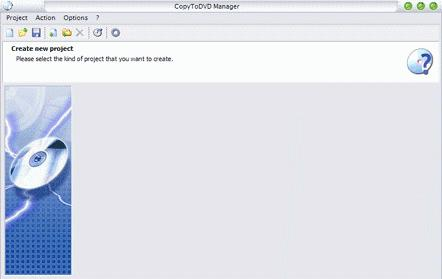 CopyToDVD Manager
Project Action Options ?
Create new project
Please select the kind of project that you want to create.